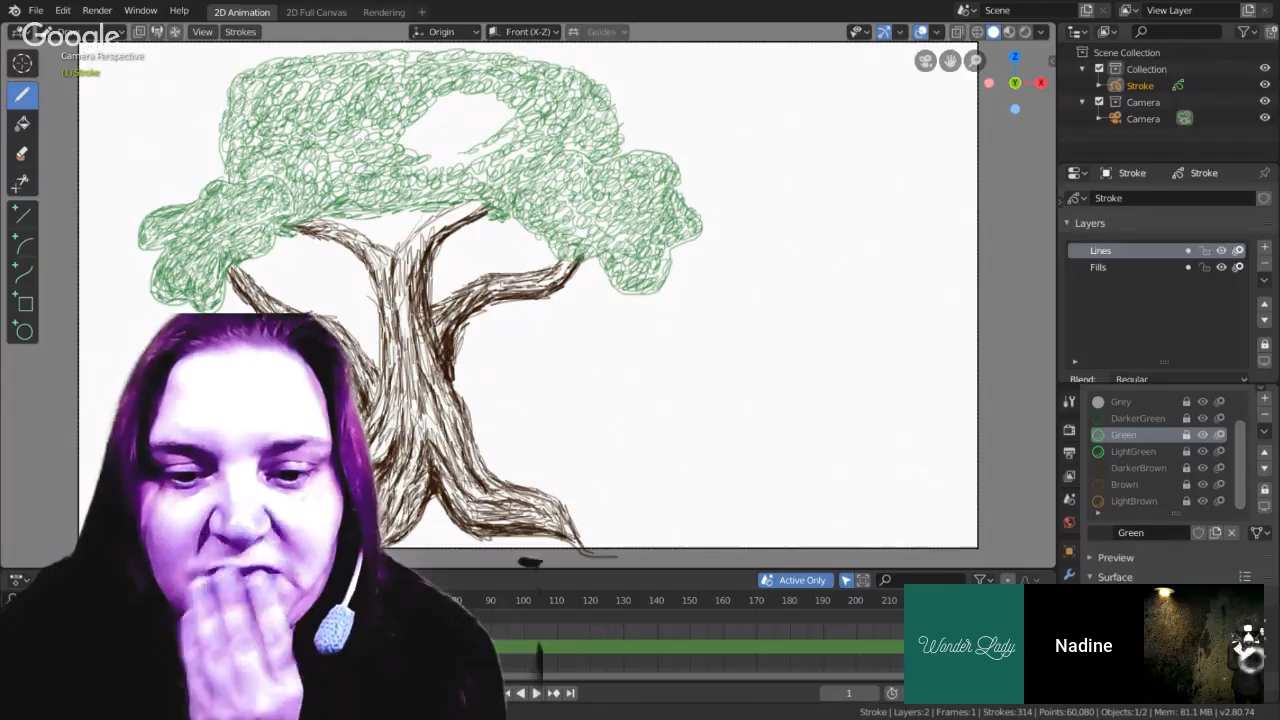 File Render Window Help
2D Animation 2D Full Canvas Rendering +
Scene
View Layer
Google
View Strokes
Origin
Front (X-Z)
Guides
Camera Perspective
(1) Stroke
Z
Y
X
Scene Collection
Collection
Stroke
Camera
Camera
Stroke
Stroke
Stroke
Layers
Lines
Fills
Blend: Regular
Grey
DarkerGreen
Green
LightGreen
DarkerBrown
Brown
LightBrown
Green
Preview
Surface
Active Only
80 90 100 110 120 130 140 150 160 170 180 190 200 210
Wonder Lady
Nadine
1
Stroke | Layers:2 | Frames:1 | Strokes:314 | Points:60,080 | Objects:1/2 | Mem: 81.1 MB | v2.80.74